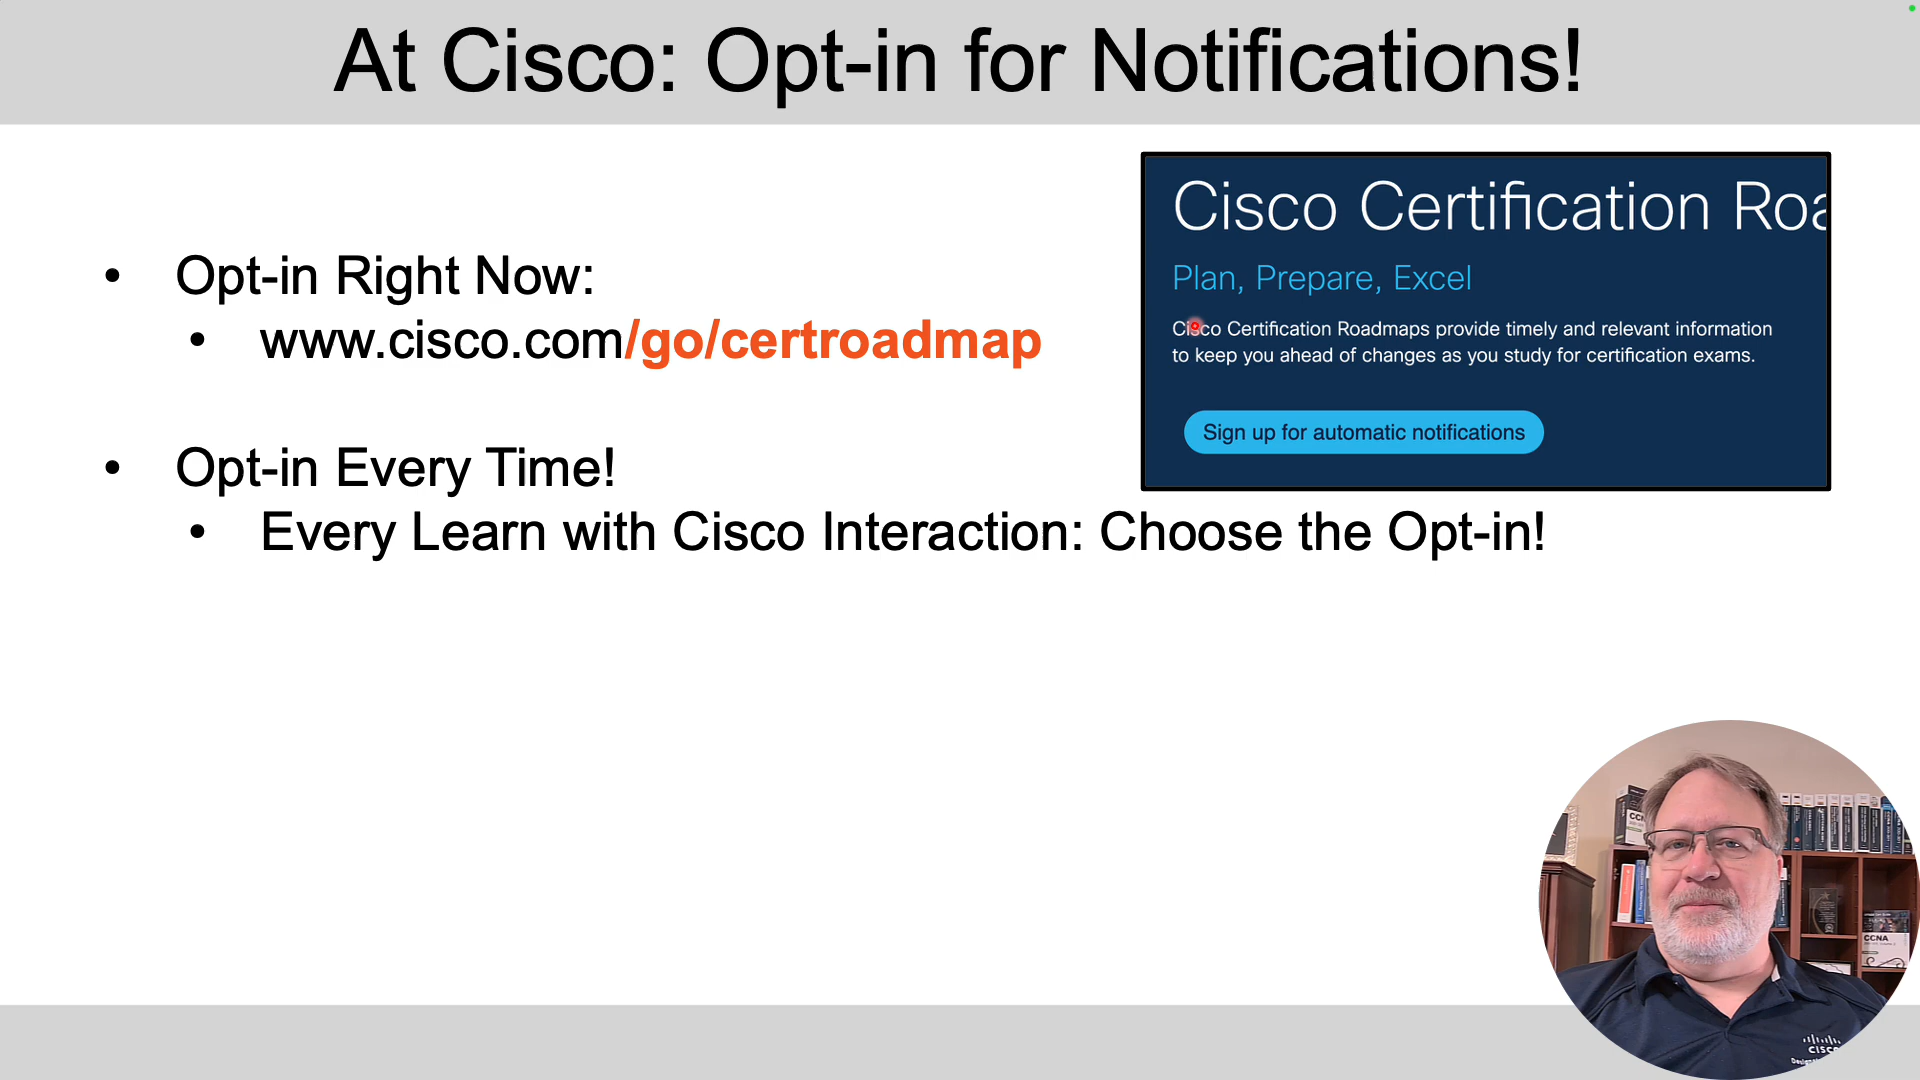 At Cisco: Opt-in for Notifications!
• Opt-in Right Now:
• www.cisco.com/go/certroadmap
• Opt-in Every Time!
• Every Learn with Cisco Interaction: Choose the Opt-in!
Cisco Certification Roa
Plan, Prepare, Excel
Cisco Certification Roadmaps provide timely and relevant information
to keep you ahead of changes as you study for certification exams.
Sign up for automatic notifications
CCNA
CISCO